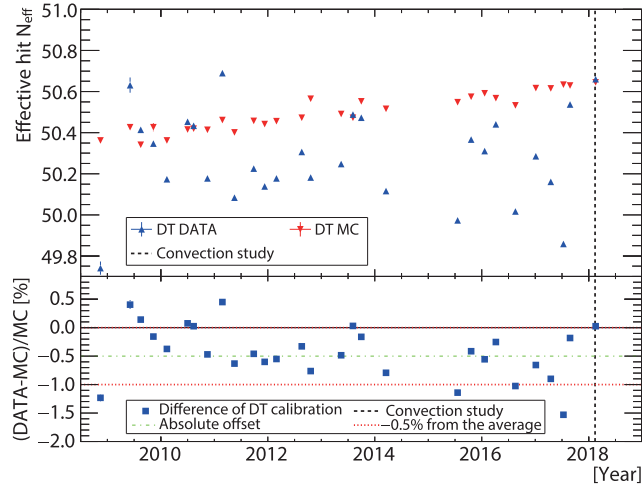 Effective hit N_eff
51.0
50.8
50.6
50.4
50.2
50.0
49.8
DT DATA
DT MC
Convection study
(DATA-MC)/MC [%]
0.5
0.0
−0.5
−1.0
−1.5
−2.0
Difference of DT calibration
Convection study
Absolute offset
−0.5% from the average
2010
2012
2014
2016
2018
[Year]